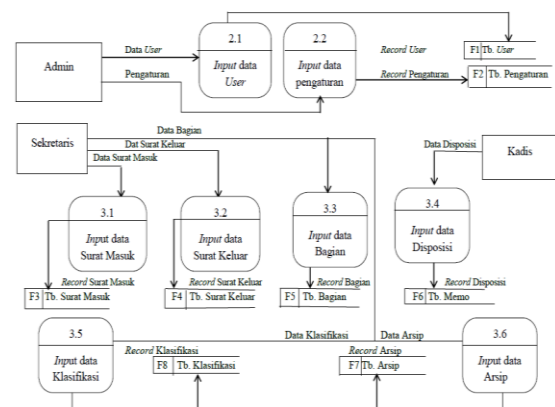 2.1
2.2
Data User
Record User
F1 Tb. User
Admin
Input data
User
Input data
pengaturan
Pengaturan
Record Pengaturan
F2 Tb. Pengaturan
Data Bagian
Sekretaris
Dat Surat Keluar
Data Surat Masuk
Data Disposisi
Kadis
3.1
Input data
Surat Masuk
3.2
Input data
Surat Keluar
3.3
Input data
Bagian
3.4
Input data
Disposisi
Record Surat Masuk
F3 Tb. Surat Masuk
Record Surat Keluar
F4 Tb. Surat Keluar
Record Bagian
F5 Tb. Bagian
Record Disposisi
F6 Tb. Memo
3.5
Input data
Klasifikasi
Data Klasifikasi
Data Arsip
3.6
Input data
Arsip
Record Klasifikasi
F8 Tb. Klasifikasi
Record Arsip
F7 Tb. Arsip